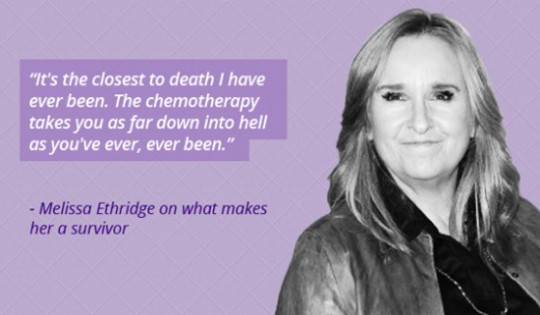 “It's the closest to death I have
ever been. The chemotherapy
takes you as far down into hell
as you've ever, ever been.”
- Melissa Ethridge on what makes
her a survivor